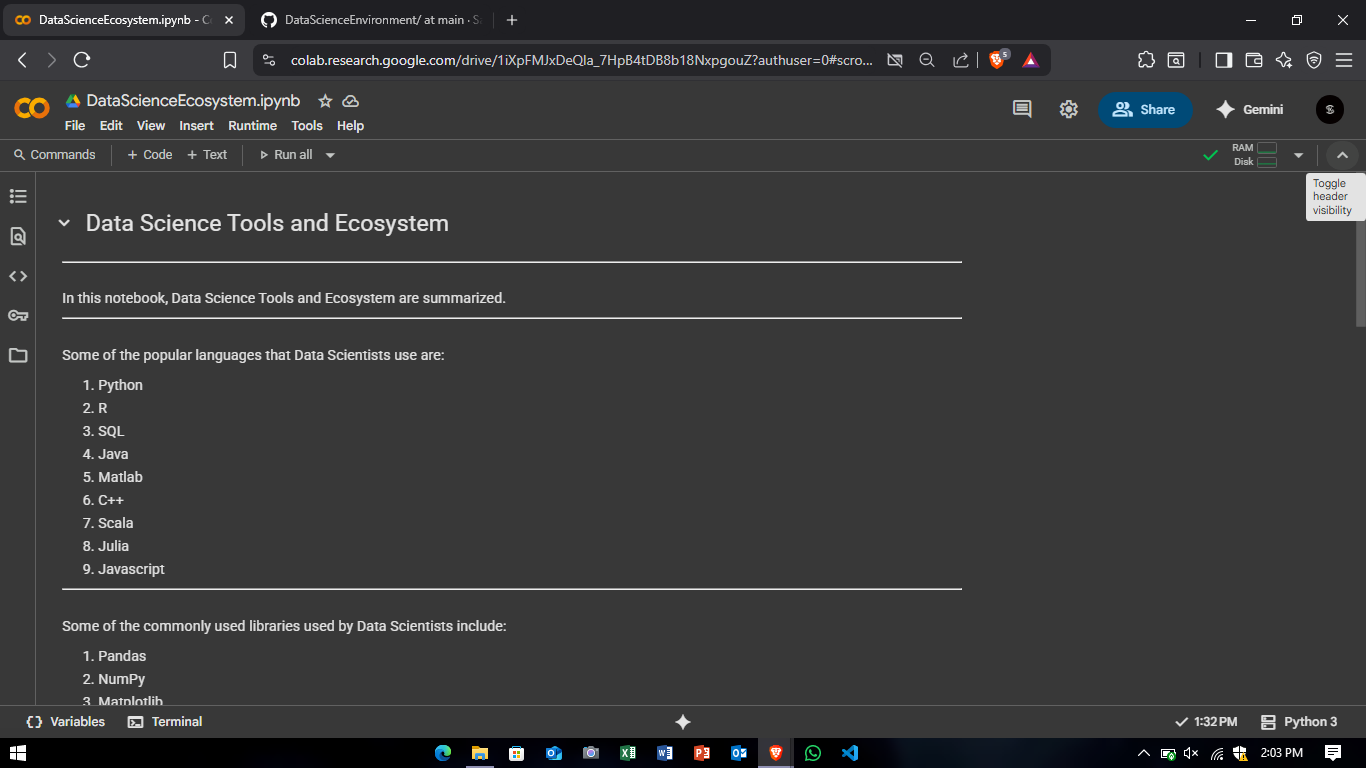 DataScienceEcosystem.ipynb - C
DataScienceEnvironment/ at main · S
colab.research.google.com/drive/1iXpFMJxDeQIa_7HpB4tDB8b18NxpgouZ?authuser=0#scro...
5
DataScienceEcosystem.ipynb
File Edit View Insert Runtime Tools Help
Share
Gemini
Commands + Code + Text Run all
RAM
Disk
Toggle
header
visibility
Data Science Tools and Ecosystem
In this notebook, Data Science Tools and Ecosystem are summarized.
Some of the popular languages that Data Scientists use are:
1. Python
2. R
3. SQL
4. Java
5. Matlab
6. C++
7. Scala
8. Julia
9. Javascript
Some of the commonly used libraries used by Data Scientists include:
1. Pandas
2. NumPy
3. Matplotlib
Variables Terminal
1:32 PM Python 3
2:03 PM